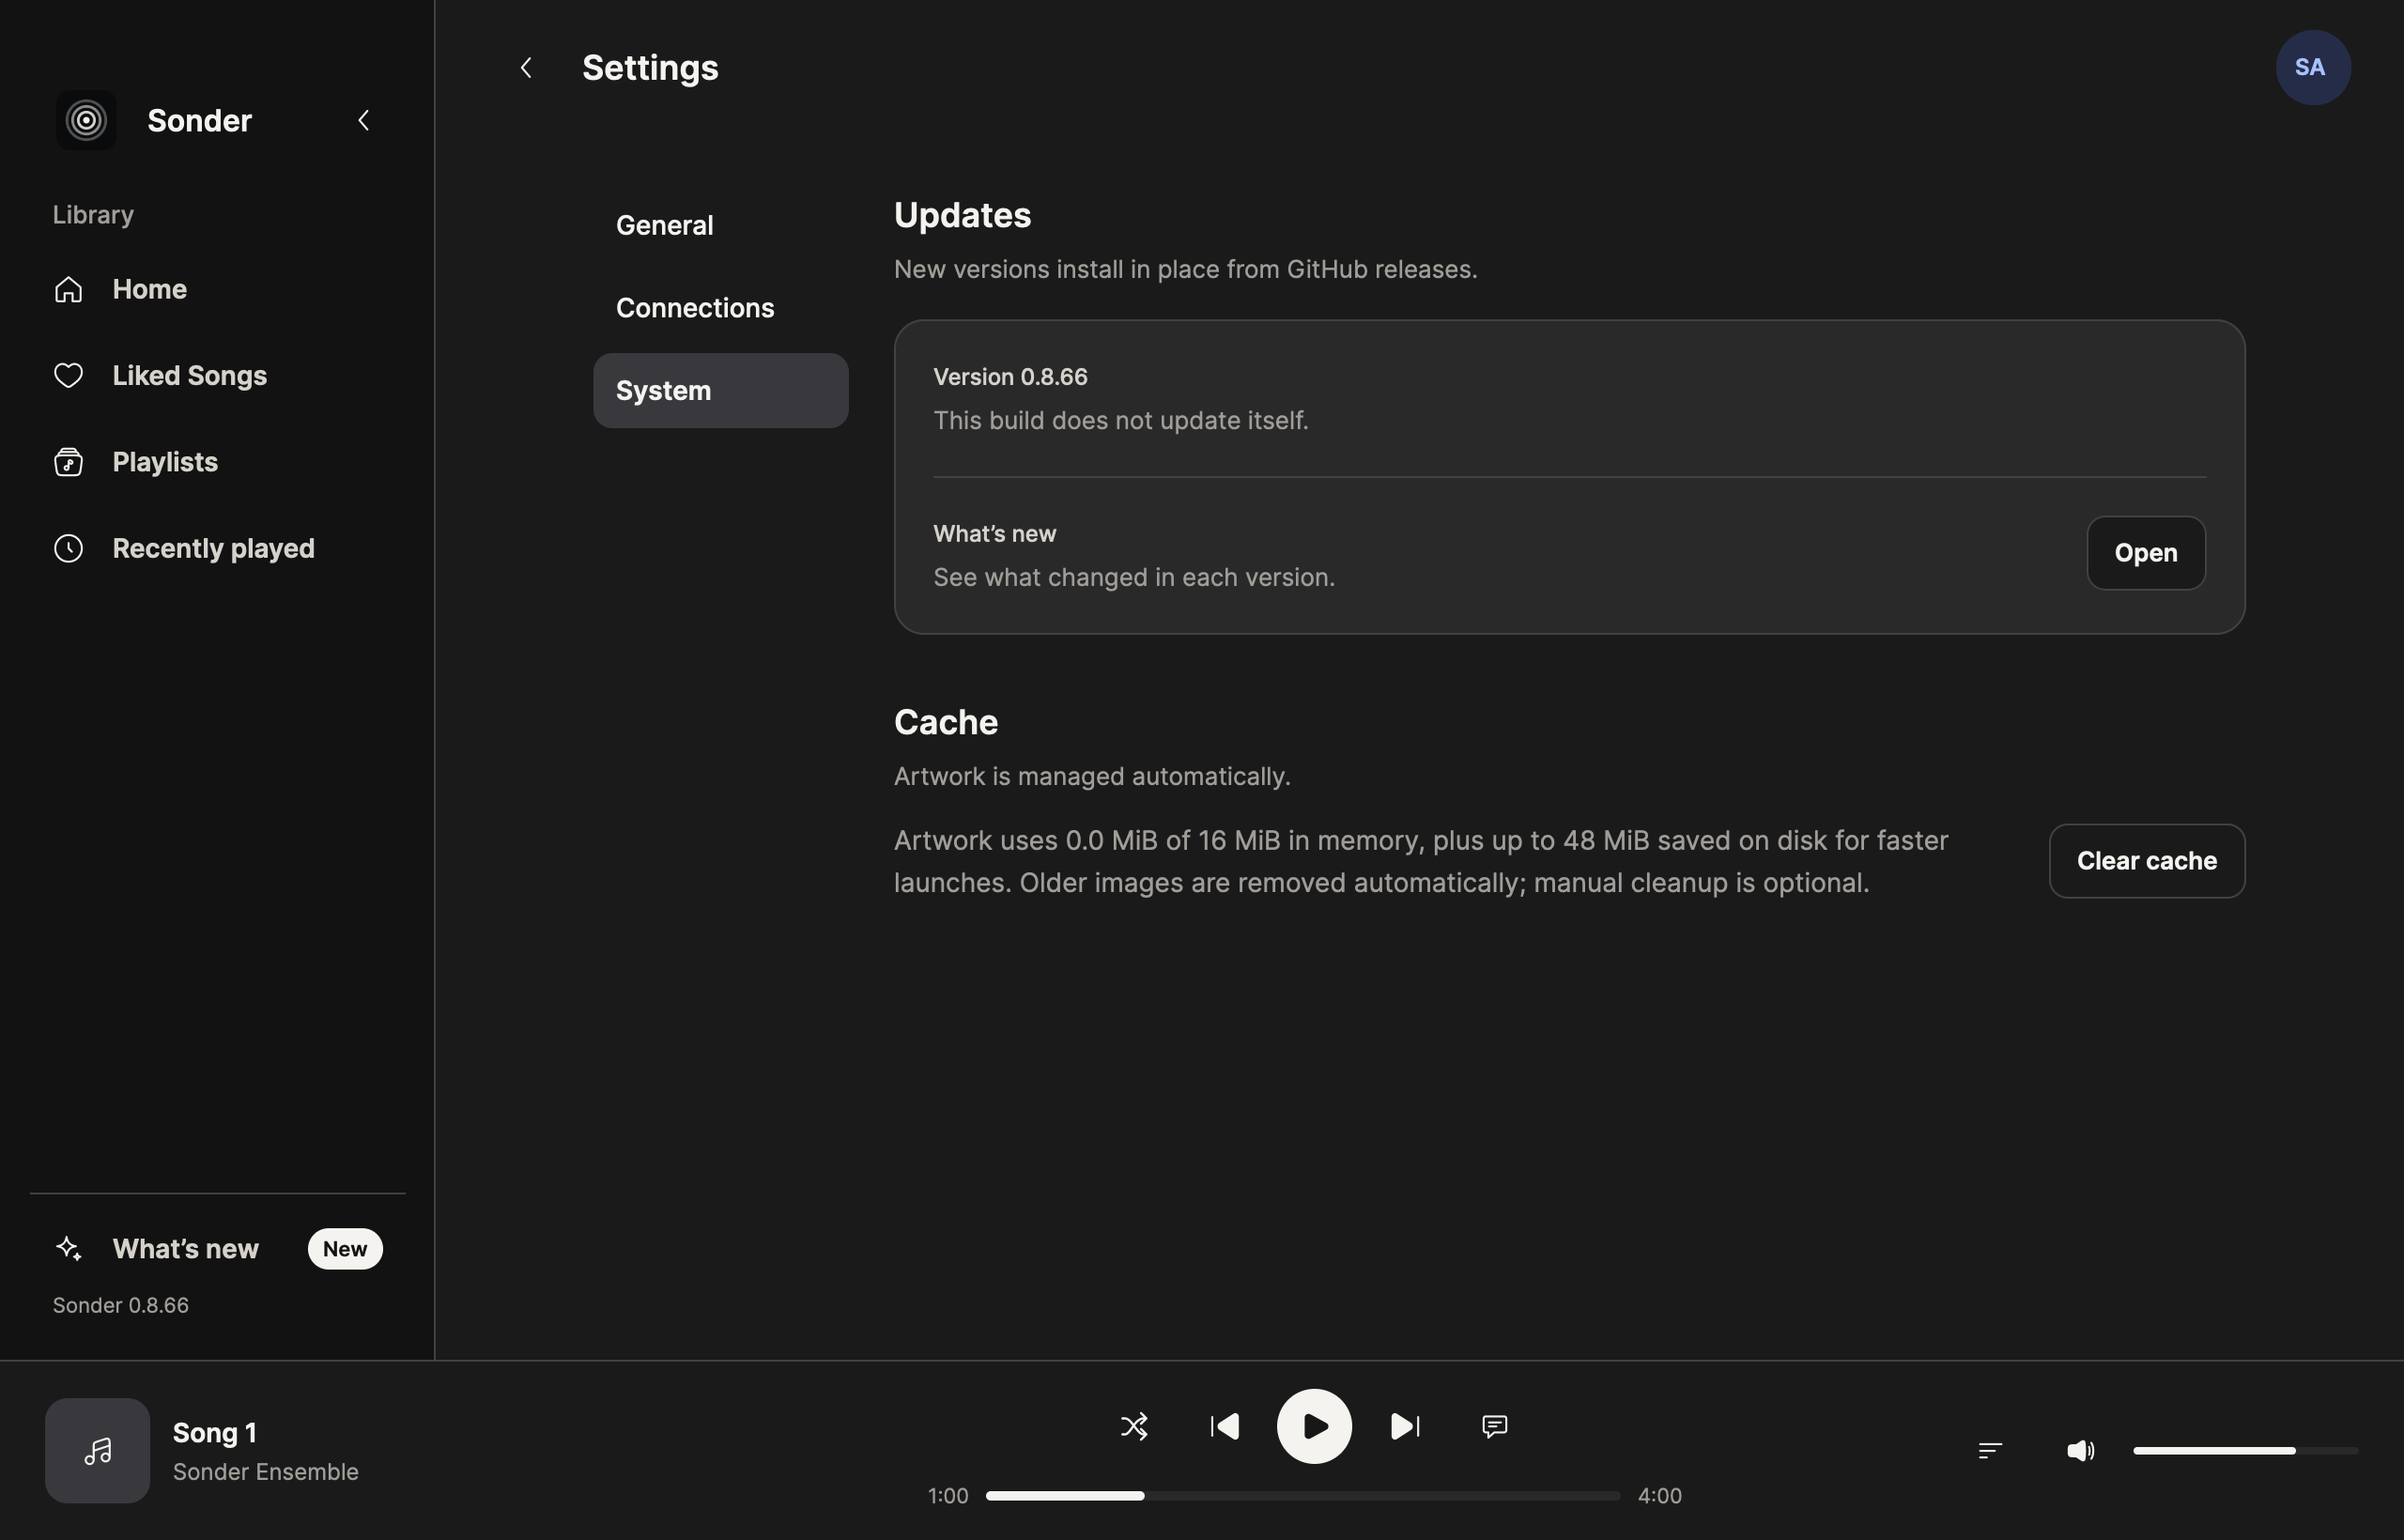 Sonder
Library
Home
Liked Songs
Playlists
Recently played
What’s new
New
Sonder 0.8.66
Settings
SA
General
Connections
System
Updates
New versions install in place from GitHub releases.
Version 0.8.66
This build does not update itself.
What’s new
See what changed in each version.
Open
Cache
Artwork is managed automatically.
Artwork uses 0.0 MiB of 16 MiB in memory, plus up to 48 MiB saved on disk for faster
launches. Older images are removed automatically; manual cleanup is optional.
Clear cache
Song 1
Sonder Ensemble
1:00
4:00